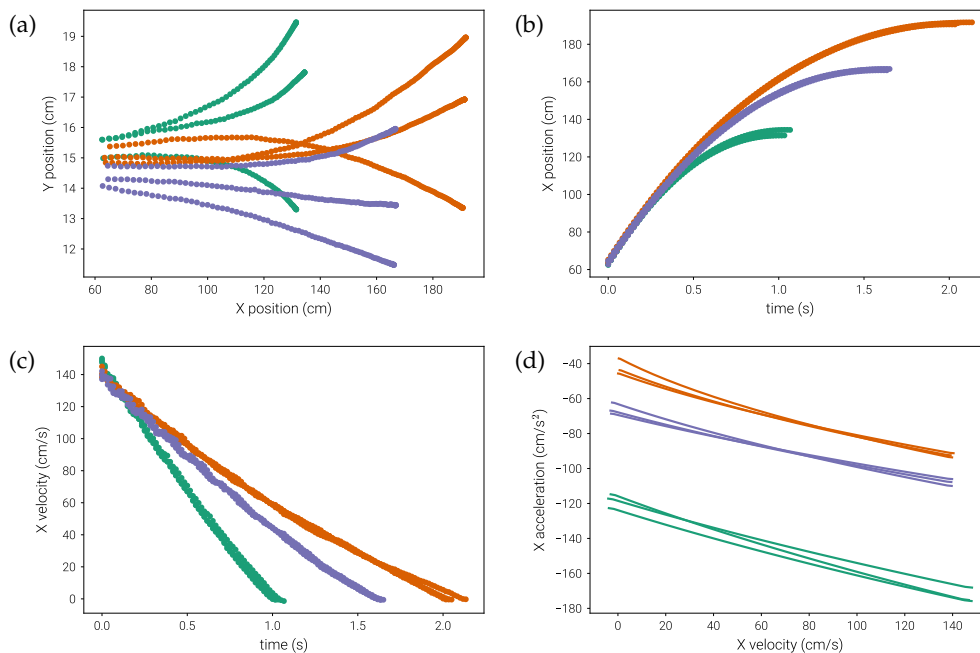 (a)
19
18
17
16
15
14
13
12
Y position (cm)
60 80 100 120 140 160 180
X position (cm)
(b)
180
160
140
120
100
80
60
X position (cm)
0.0 0.5 1.0 1.5 2.0
time (s)
(c)
140
120
100
80
60
40
20
0
X velocity (cm/s)
0.0 0.5 1.0 1.5 2.0
time (s)
(d)
−40
−60
−80
−100
−120
−140
−160
−180
X acceleration (cm/s²)
0 20 40 60 80 100 120 140
X velocity (cm/s)